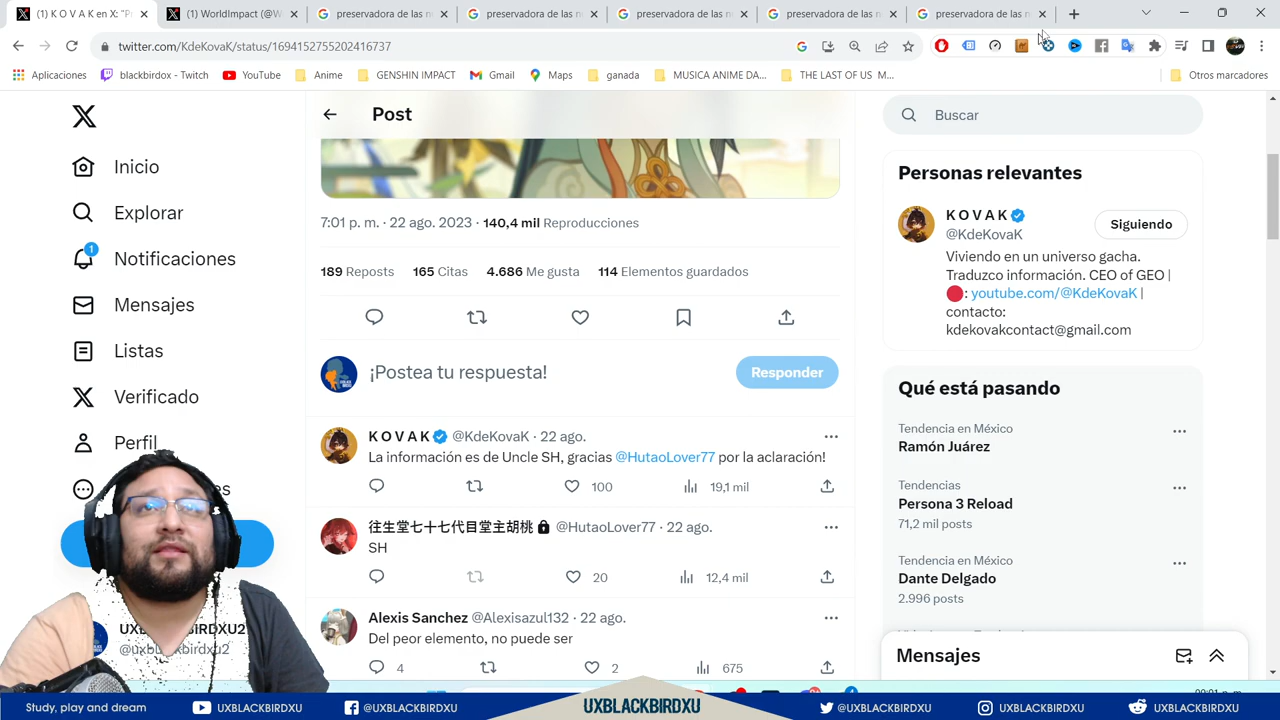 (1) K O V A K en X: "P
(1) WorldImpact (@W
preservadora de las n
preservadora de las n
preservadora de las n
preservadora de las n
preservadora de las n
twitter.com/KdeKovaK/status/1694152755202416737
Aplicaciones
blackbirdox - Twitch
YouTube
Anime
GENSHIN IMPACT
Gmail
Maps
ganada
MUSICA ANIME DA...
THE LAST OF US M...
Otros marcadores
Inicio
Explorar
1
Notificaciones
Mensajes
Listas
Verificado
Perfil
UXBLACKBIRDXU2
@uxblackbirdxu2
Post
7:01 p. m. · 22 ago. 2023 · 140,4 mil Reproducciones
189 Reposts 165 Citas 4.686 Me gusta 114 Elementos guardados
¡Postea tu respuesta!
Responder
K O V A K @KdeKovaK · 22 ago.
La información es de Uncle SH, gracias @HutaoLover77 por la aclaración!
100 19,1 mil
往生堂七十七代目堂主胡桃 @HutaoLover77 · 22 ago.
SH
20 12,4 mil
Alexis Sanchez @Alexisazul132 · 22 ago.
Del peor elemento, no puede ser
4 2 675
Buscar
Personas relevantes
K O V A K
@KdeKovaK
Siguiendo
Viviendo en un universo gacha.
Traduzco información. CEO of GEO |
: youtube.com/@KdeKovaK |
contacto:
kdekovakcontact@gmail.com
Qué está pasando
Tendencia en México
Ramón Juárez
Tendencias
Persona 3 Reload
71,2 mil posts
Tendencia en México
Dante Delgado
2.996 posts
Mensajes
Study, play and dream
UXBLACKBIRDXU
@UXBLACKBIRDXU
UXBLACKBIRDXU
@UXBLACKBIRDXU
UXBLACKBIRDXU
UXBLACKBIRDXU